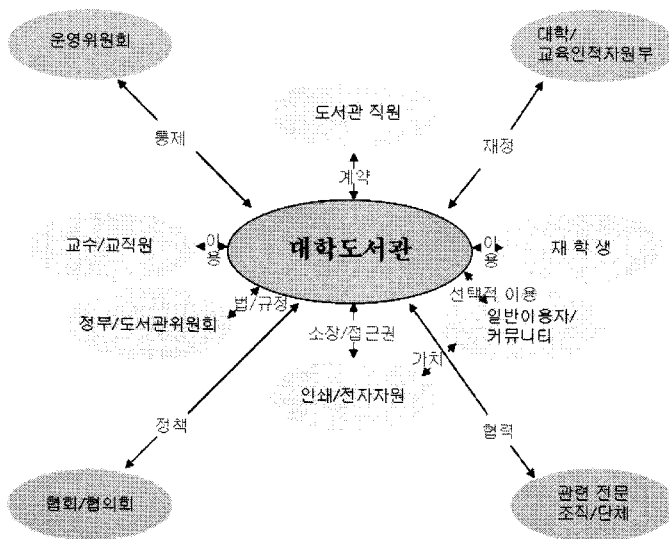 운영위원회
대학/
교육인적자원부
도서관 직원
통제
재정
계약
교수/교직원
이용
대학도서관
이용
재 학 생
법/규정
선택적 이용
정부/도서관위원회
소장/접근권
일반이용자/
커뮤니티
가치
인쇄/전자자원
정책
협력
협회/협의회
관련 전문
조직/단체